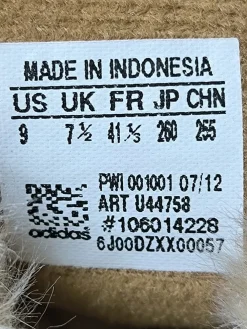 MADE IN INDONESIA
US UK FR JP CHN
9 7½ 41⅓ 260 255
PWI 001001 07/12
ART U44758
#106014228
adidas 6J00DZXX00057